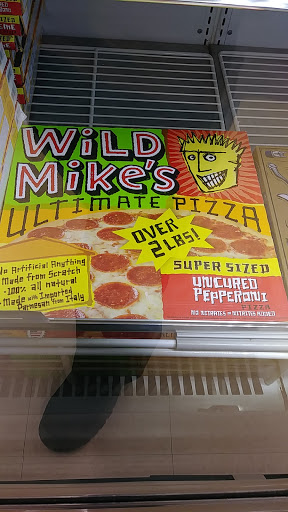 WiLD
MiKE's
ULTIMATE PIZZA
OVER
2 LBS!
SUPER SIZED
UNCURED
PEPPERONI
PIZZA
NO NITRATES or NITRITES ADDED
No Artificial Anything
Made from Scratch
• 100% all natural
• Made with Imported
Parmesan from Italy